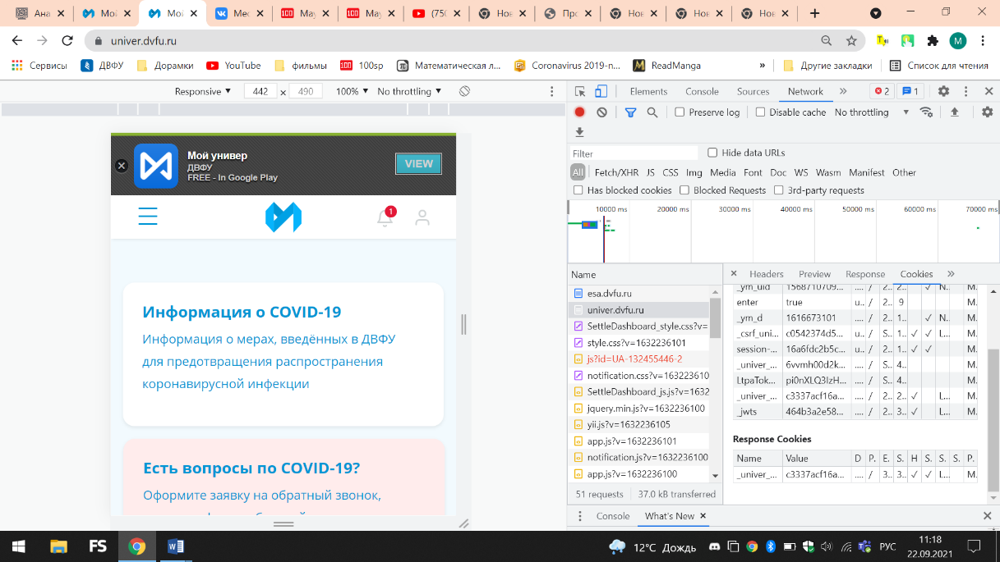 Ана
Мой
Мой
Мес
Мау
Мау
(750
Нов
Про
Нов
Нов
Нов
univer.dvfu.ru
M
Сервисы
ДВФУ
Дорамки
YouTube
фильмы
100sp
Математическая л...
Coronavirus 2019-n...
ReadManga
»
Другие закладки
Список для чтения
Responsive ▼ 442 x 490 100% ▼ No throttling ▼
Elements Console Sources Network » 2 1
Preserve log Disable cache No throttling ▼
Filter Hide data URLs
All Fetch/XHR JS CSS Img Media Font Doc WS Wasm Manifest Other
Has blocked cookies Blocked Requests 3rd-party requests
10000 ms 20000 ms 30000 ms 40000 ms 50000 ms 60000 ms 70000 ms
Мой универ
ДВФУ
FREE - In Google Play
VIEW
1
Информация о COVID-19
Информация о мерах, введённых в ДВФУ
для предотвращения распространения
коронавирусной инфекции
Есть вопросы по COVID-19?
Оформите заявку на обратный звонок,
Name
esa.dvfu.ru
univer.dvfu.ru
SettleDashboard_style.css?v=
style.css?v=1632236101
js?id=UA-132455446-2
notification.css?v=163223610
SettleDashboard_js.js?v=1632
jquery.min.js?v=1632236100
yii.js?v=1632236105
app.js?v=1632236101
notification.js?v=1632236100
app.js?v=1632236100
51 requests 37.0 kB transferred
Headers Preview Response Cookies »
_ym_uid 1568710709... .... / 2.. 2.. ✓ N.. M.
enter true u.. / 2.. 9 M.
_ym_d 1616673101 .... / 2.. 1.. ✓ N.. M.
_csrf_uni... c0542374d5... u.. / S.. 1.. ✓ ✓ L... M.
session-... 16a6fdc2b5c... u.. / 2.. 1.. ✓ ✓ M.
_univer_... 6vvmh00d2k... .... / S.. 4.. M.
LtpaTok... pi0nXLQ3IzH... .... / S.. 4.. M.
_univer_... c3337acf16a... .... / 2.. 2.. ✓ L... M.
_jwts 464b3a2e58... .... / 2.. 3.. ✓ L... M.
Response Cookies
Name Value D P. E. S. H S. S. S. P.
_univer_... c3337acf16a... .... / 3.. 3.. ✓ ✓ L... M.
Console What's New
FS
12°C Дождь
РУС
11:18
22.09.2021